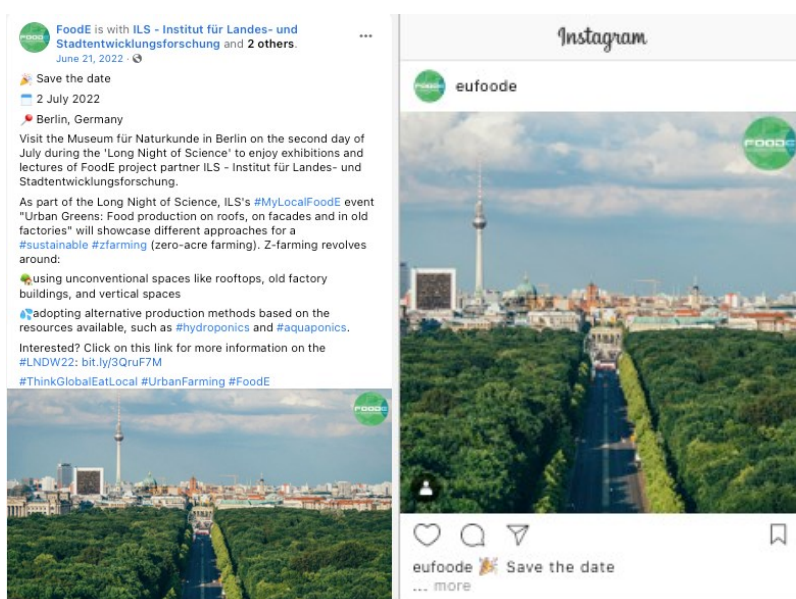 FoodE is with ILS - Institut für Landes- und
Stadtentwicklungsforschung and 2 others.
June 21, 2022 ·
🎉 Save the date
🗓️ 2 July 2022
📍 Berlin, Germany
Visit the Museum für Naturkunde in Berlin on the second day of
July during the 'Long Night of Science' to enjoy exhibitions and
lectures of FoodE project partner ILS - Institut für Landes- und
Stadtentwicklungsforschung.
As part of the Long Night of Science, ILS's #MyLocalFoodE event
"Urban Greens: Food production on roofs, on facades and in old
factories" will showcase different approaches for a
#sustainable #zfarming (zero-acre farming). Z-farming revolves
around:
🌳using unconventional spaces like rooftops, old factory
buildings, and vertical spaces
💦adopting alternative production methods based on the
resources available, such as #hydroponics and #aquaponics.
Interested? Click on this link for more information on the
#LNDW22: bit.ly/3QruF7M
#ThinkGlobalEatLocal #UrbanFarming #FoodE
FOODE
Instagram
eufoode
FOODE
eufoode 🎉 Save the date
... more